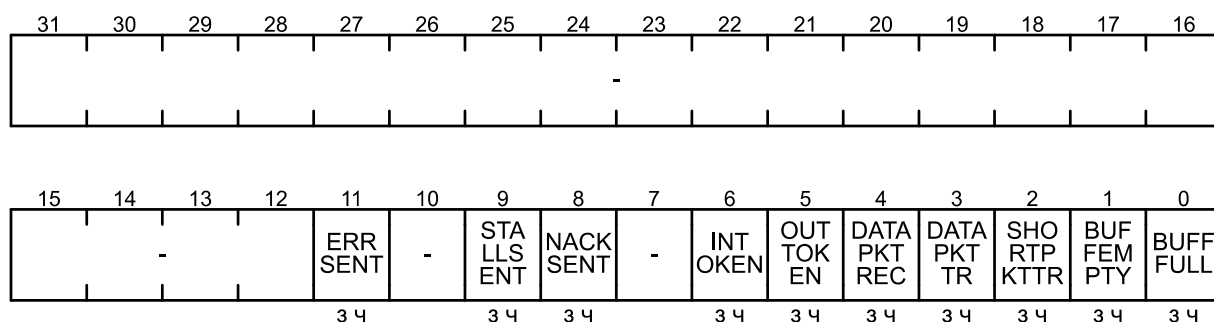 31 30 29 28 27 26 25 24 23 22 21 20 19 18 17 16
-
15 14 13 12 11 10 9 8 7 6 5 4 3 2 1 0
- ERR SENT - STA LLS ENT NACK SENT - INT OKEN OUT TOK EN DATA PKT REC DATA PKT TR SHO RTP KTTR BUF FEM PTY BUFF FULL
З Ч З Ч З Ч З Ч З Ч З Ч З Ч З Ч З Ч З Ч